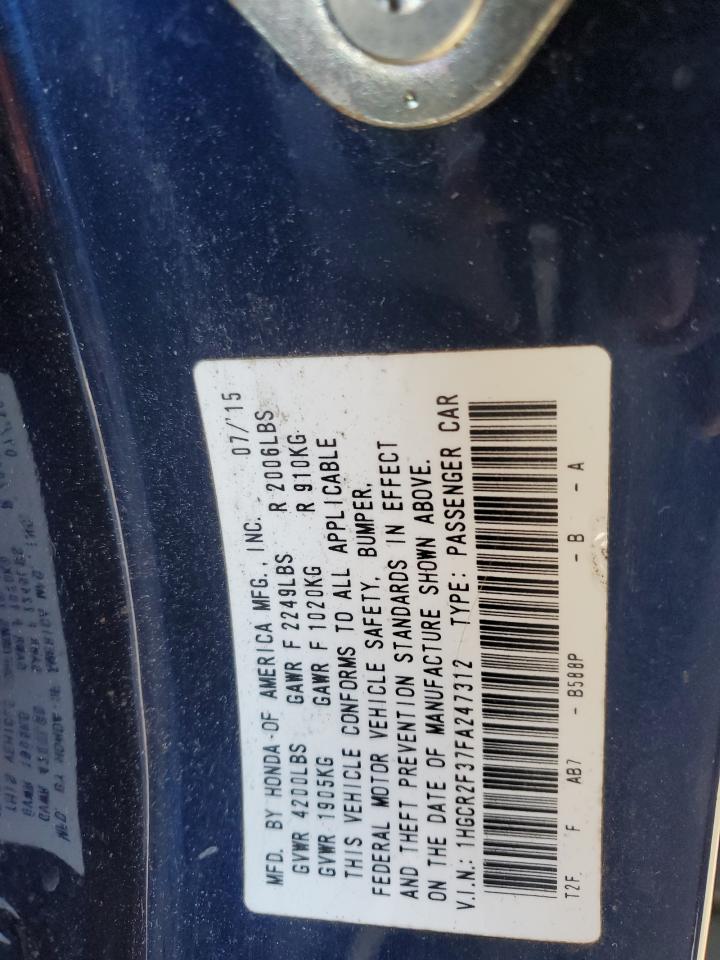 MFD. BY HONDA OF AMERICA MFG., INC. 07/'15
GVWR 4200LBS GAWR F 2249LBS R 2006LBS
GVWR 1905KG GAWR F 1020KG R 910KG
THIS VEHICLE CONFORMS TO ALL APPLICABLE
FEDERAL MOTOR VEHICLE SAFETY, BUMPER,
AND THEFT PREVENTION STANDARDS IN EFFECT
ON THE DATE OF MANUFACTURE SHOWN ABOVE.
V.I.N.: 1HGCR2F37FA247312 TYPE: PASSENGER CAR
T2F F AB7 - B588P - B - A